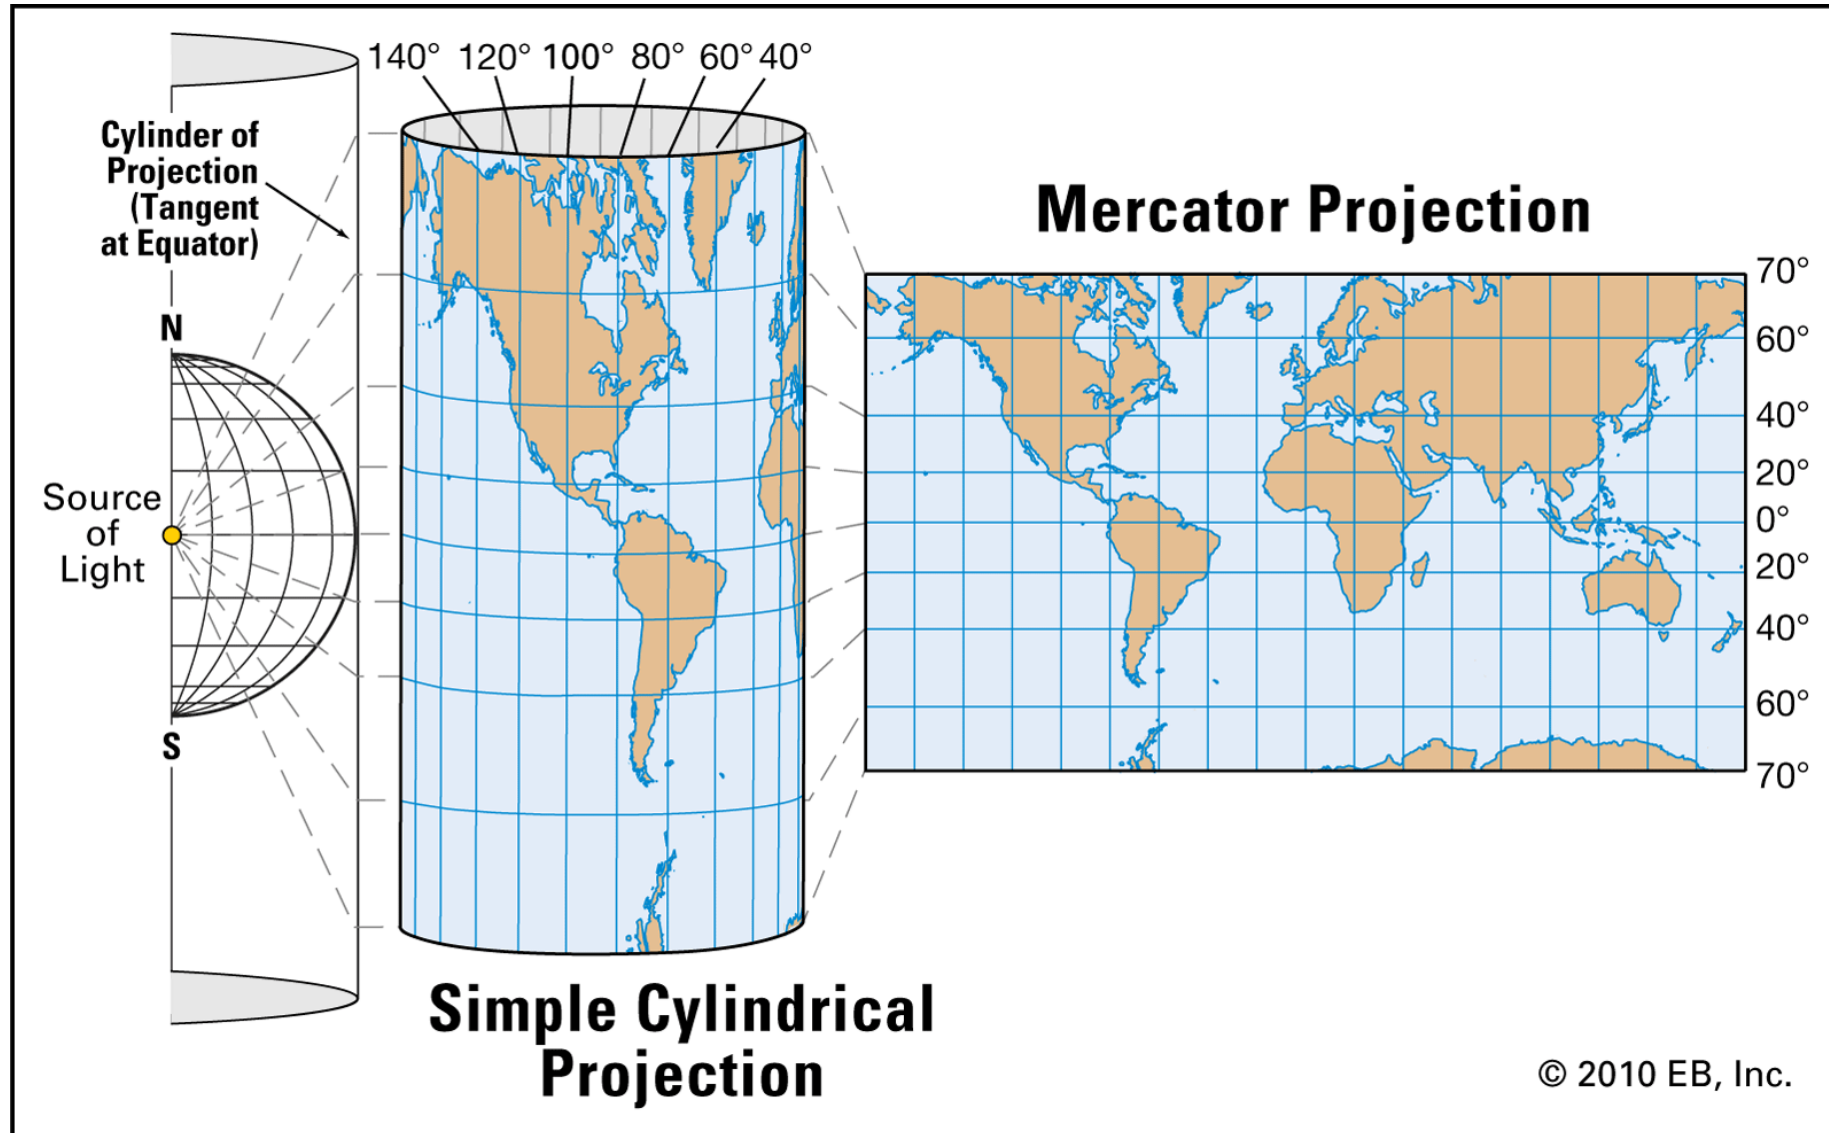 140° 120° 100° 80° 60° 40°
Cylinder of
Projection
(Tangent
at Equator)
N
Source
of
Light
S
Simple Cylindrical
Projection
Mercator Projection
70°
60°
40°
20°
0°
20°
40°
60°
70°
© 2010 EB, Inc.